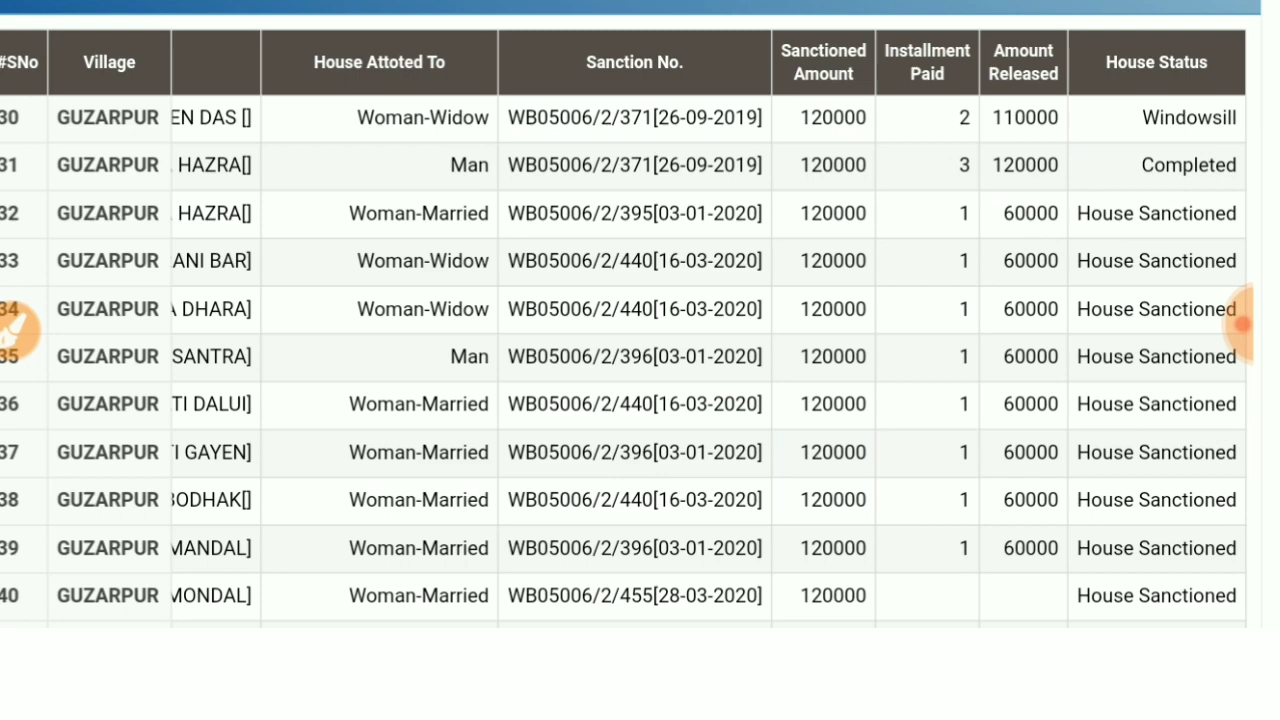 #SNo Village House Attoted To Sanction No. Sanctioned Amount Installment Paid Amount Released House Status
30 GUZARPUR EN DAS [] Woman-Widow WB05006/2/371[26-09-2019] 120000 2 110000 Windowsill
31 GUZARPUR HAZRA[] Man WB05006/2/371[26-09-2019] 120000 3 120000 Completed
32 GUZARPUR HAZRA[] Woman-Married WB05006/2/395[03-01-2020] 120000 1 60000 House Sanctioned
33 GUZARPUR ANI BAR] Woman-Widow WB05006/2/440[16-03-2020] 120000 1 60000 House Sanctioned
34 GUZARPUR DHARA] Woman-Widow WB05006/2/440[16-03-2020] 120000 1 60000 House Sanctioned
35 GUZARPUR SANTRA] Man WB05006/2/396[03-01-2020] 120000 1 60000 House Sanctioned
36 GUZARPUR TI DALUI] Woman-Married WB05006/2/440[16-03-2020] 120000 1 60000 House Sanctioned
37 GUZARPUR I GAYEN] Woman-Married WB05006/2/396[03-01-2020] 120000 1 60000 House Sanctioned
38 GUZARPUR BODHAK[] Woman-Married WB05006/2/440[16-03-2020] 120000 1 60000 House Sanctioned
39 GUZARPUR MANDAL] Woman-Married WB05006/2/396[03-01-2020] 120000 1 60000 House Sanctioned
40 GUZARPUR MONDAL] Woman-Married WB05006/2/455[28-03-2020] 120000 House Sanctioned